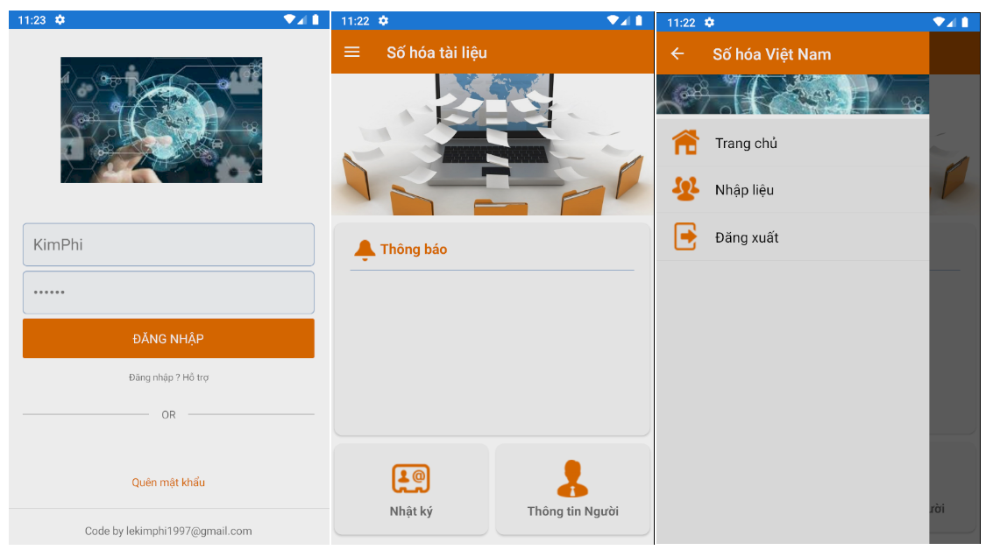 11:23
KimPhi
••••••
ĐĂNG NHẬP
Đăng nhập ? Hỗ trợ
OR
Quên mật khẩu
Code by lekimphi1997@gmail.com
11:22
Số hóa tài liệu
Thông báo
@
Nhật ký
Thông tin Người
11:22
Số hóa Việt Nam
Trang chủ
Nhập liệu
Đăng xuất
ười